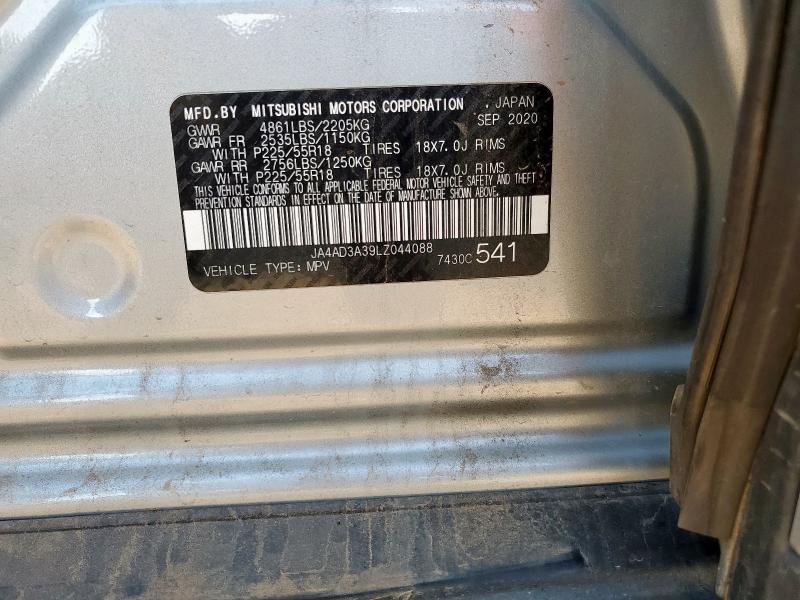 MFD.BY MITSUBISHI MOTORS CORPORATION . JAPAN
GVWR 4861LBS/2205KG SEP 2020
GAWR FR 2535LBS/1150KG
WITH P225/55R18 TIRES 18X7.0J RIMS
GAWR RR 2756LBS/1250KG
WITH P225/55R18 TIRES 18X7.0J RIMS
THIS VEHICLE CONFORMS TO ALL APPLICABLE FEDERAL MOTOR VEHICLE SAFETY AND THEFT
PREVENTION STANDARDS IN EFFECT ON THE DATE OF MANUFACTURE SHOWN ABOVE.
JA4AD3A39LZ044088
VEHICLE TYPE: MPV 7430C 541